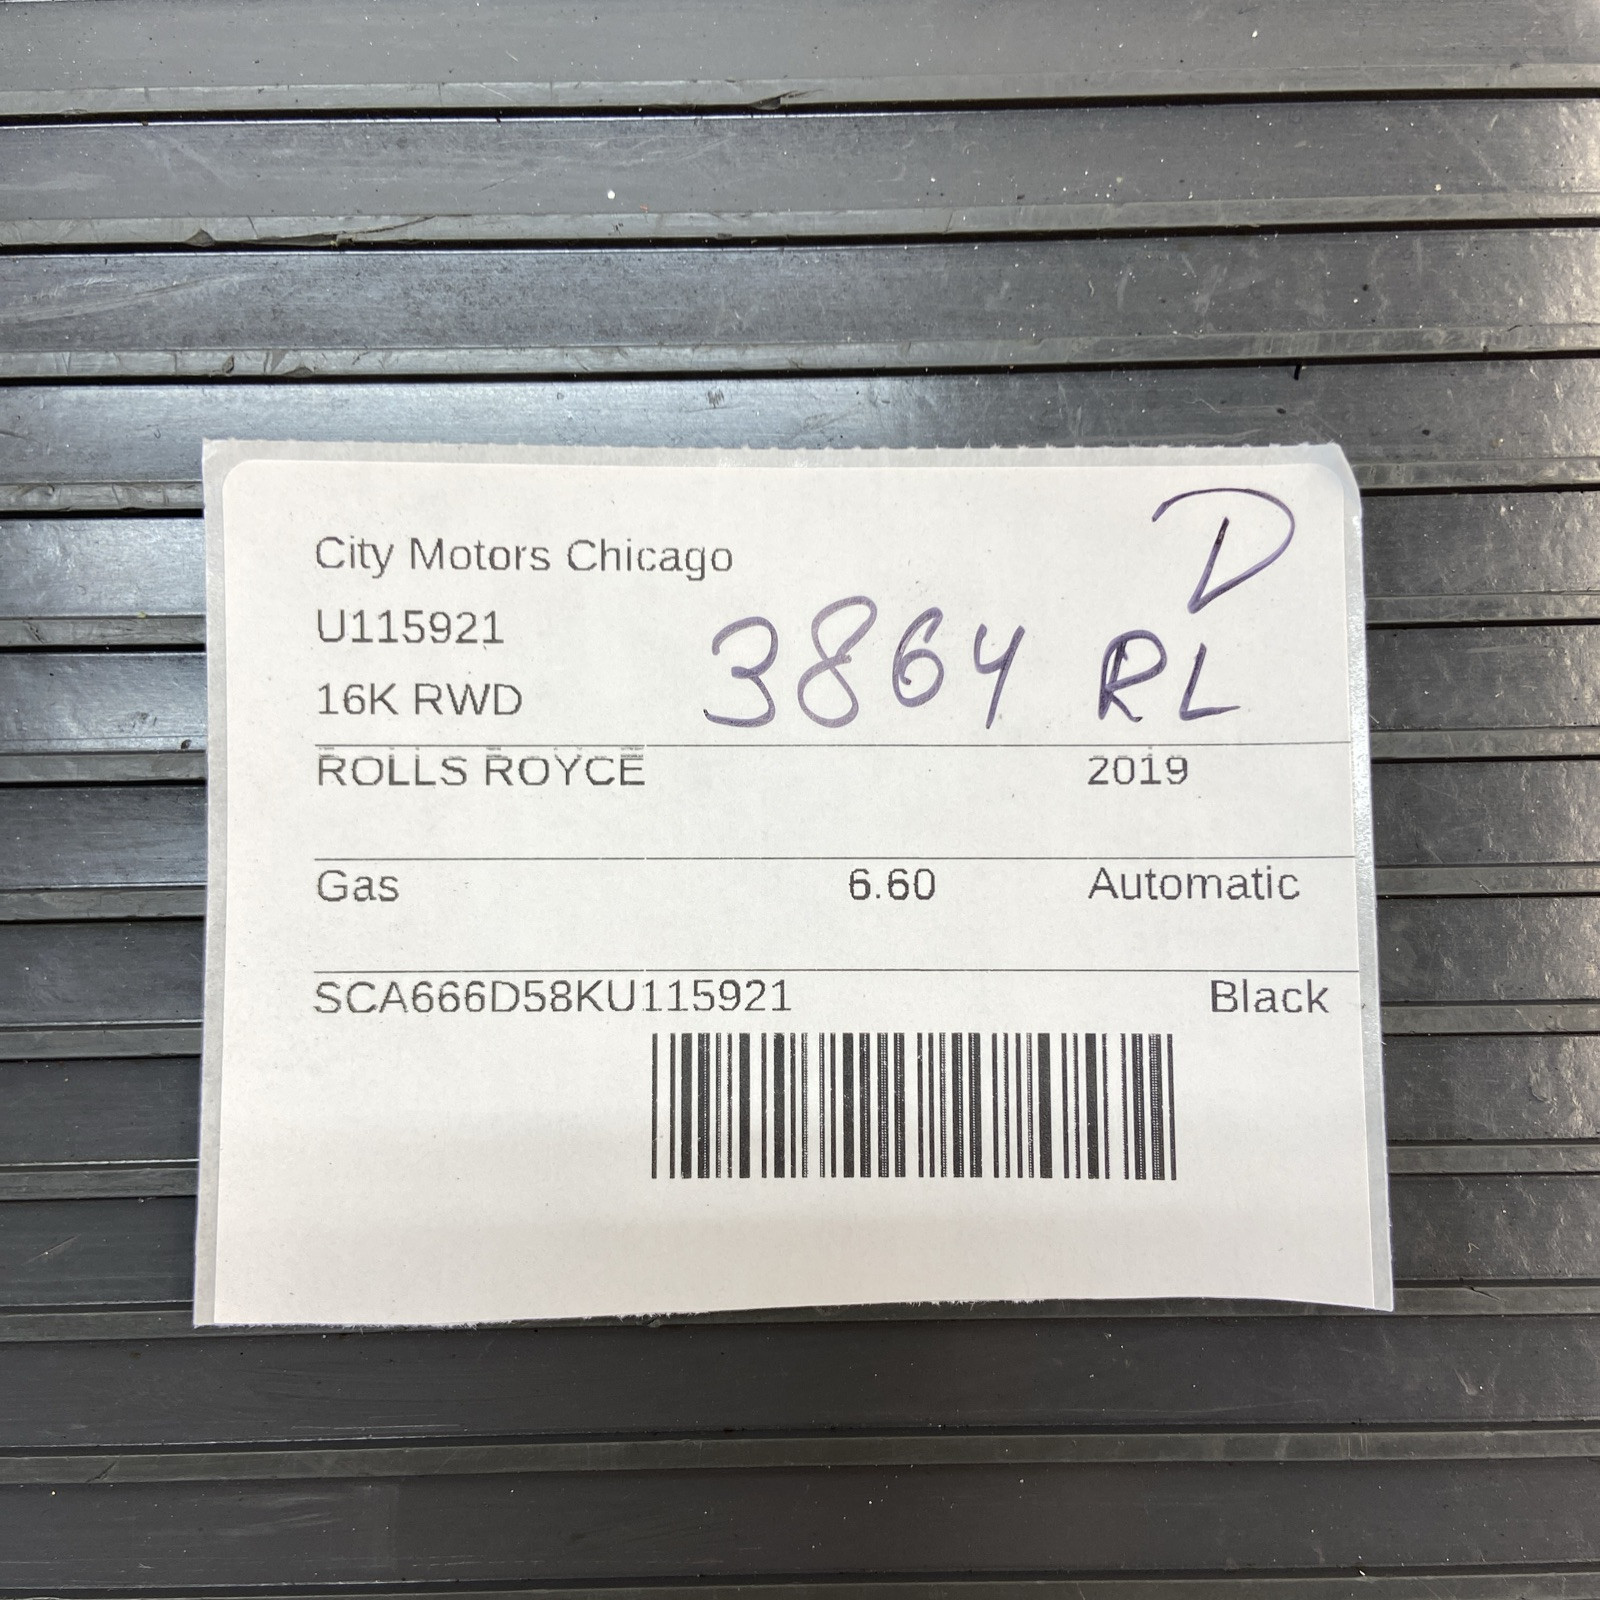 D
City Motors Chicago
U115921
3864 RL
16K RWD
ROLLS ROYCE 2019
Gas 6.60 Automatic
SCA666D58KU115921 Black